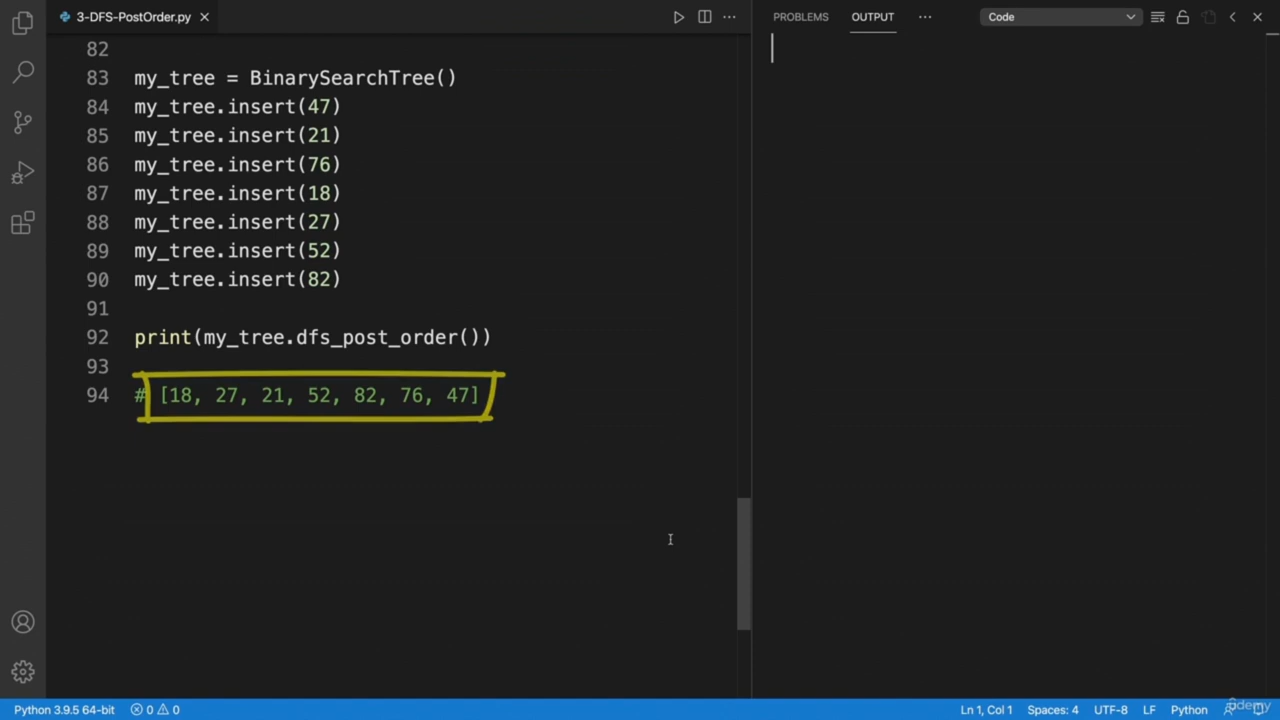 3-DFS-PostOrder.py
PROBLEMS OUTPUT
Code
82
83 my_tree = BinarySearchTree()
84 my_tree.insert(47)
85 my_tree.insert(21)
86 my_tree.insert(76)
87 my_tree.insert(18)
88 my_tree.insert(27)
89 my_tree.insert(52)
90 my_tree.insert(82)
91
92 print(my_tree.dfs_post_order())
93
94 # [18, 27, 21, 52, 82, 76, 47]
Python 3.9.5 64-bit 0 0 Ln 1, Col 1 Spaces: 4 UTF-8 LF Python
udemy